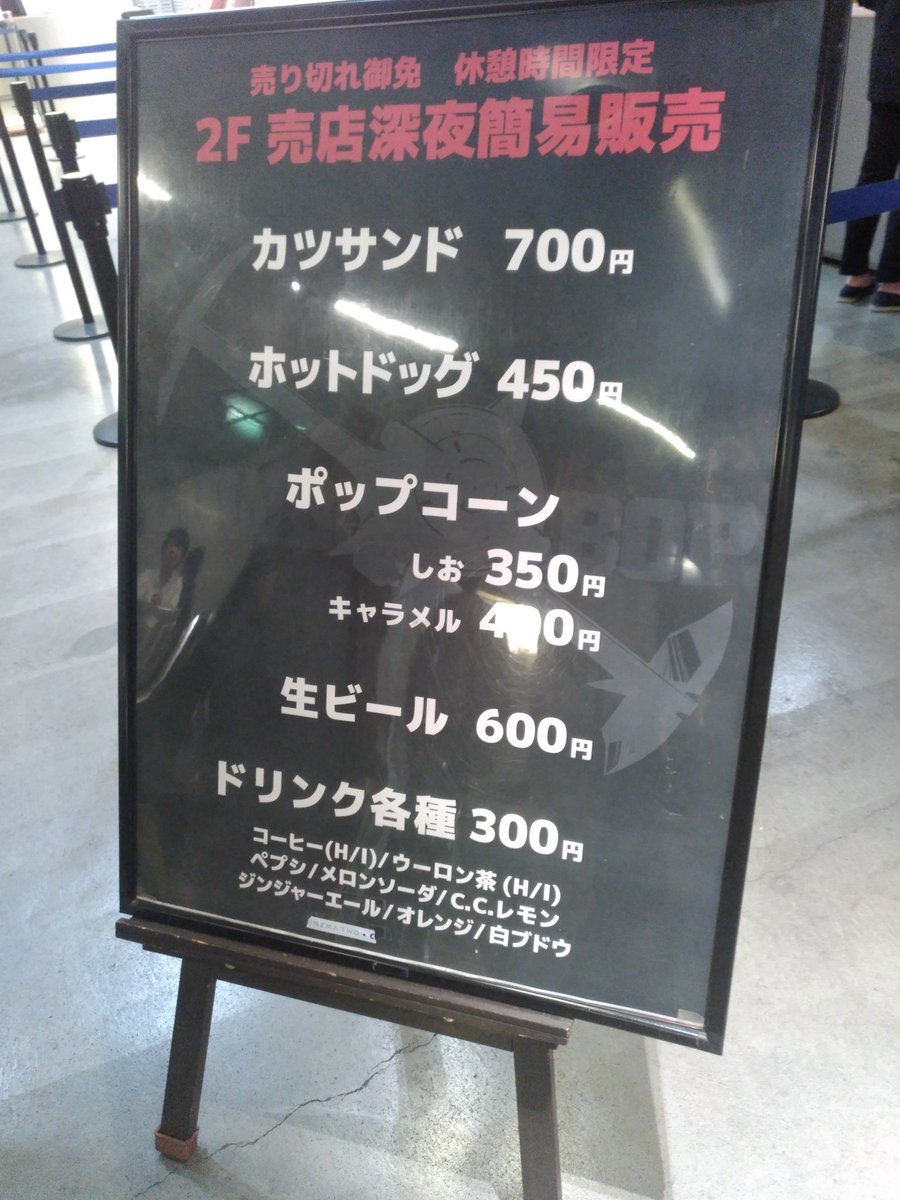 売り切れ御免 休憩時間限定
2F 売店深夜簡易販売
カツサンド 700円
ホットドッグ 450円
ポップコーン
しお 350円
キャラメル 400円
生ビール 600円
ドリンク各種 300円
コーヒー(H/I)/ウーロン茶 (H/I)
ペプシ/メロンソーダ/C.C.レモン
ジンジャーエール/オレンジ/白ブドウ
BOP